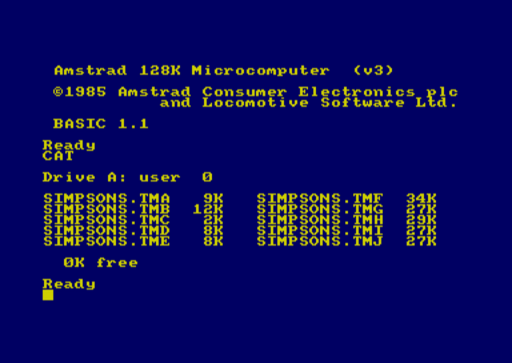 Amstrad 128K Microcomputer (v3)
©1985 Amstrad Consumer Electronics plc
and Locomotive Software Ltd.
BASIC 1.1
Ready
CAT
Drive A: user 0
SIMPSONS.TMA 9K SIMPSONS.TMF 34K
SIMPSONS.TMB 12K SIMPSONS.TMG 27K
SIMPSONS.TMC 2K SIMPSONS.TMH 29K
SIMPSONS.TMD 8K SIMPSONS.TMI 27K
SIMPSONS.TME 8K SIMPSONS.TMJ 27K
0K free
Ready